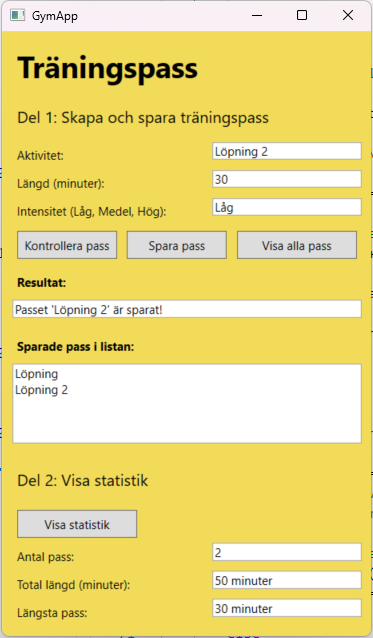 GymApp
Träningspass
Del 1: Skapa och spara träningspass
Aktivitet: Löpning 2
Längd (minuter): 30
Intensitet (Låg, Medel, Hög): Låg
Kontrollera pass Spara pass Visa alla pass
Resultat:
Passet 'Löpning 2' är sparat!
Sparade pass i listan:
Löpning
Löpning 2
Del 2: Visa statistik
Visa statistik
Antal pass: 2
Total längd (minuter): 50 minuter
Längsta pass: 30 minuter